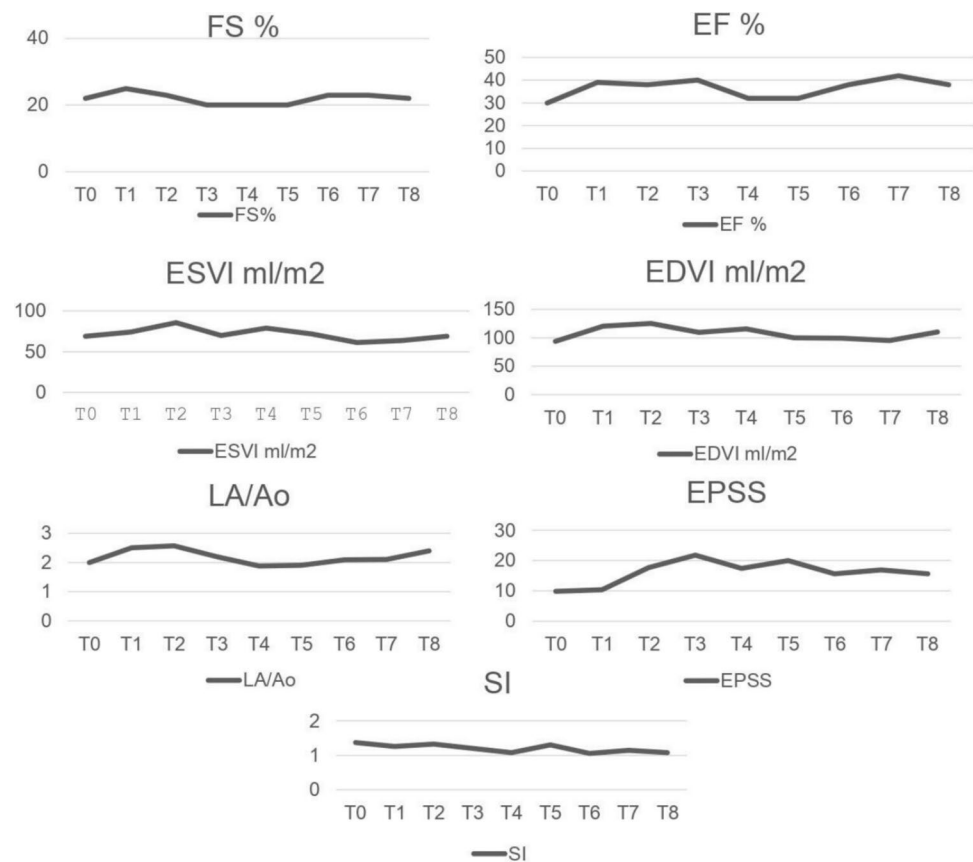 FS %
40
20
0
T0 T1 T2 T3 T4 T5 T6 T7 T8
FS%
EF %
50
40
30
20
10
0
T0 T1 T2 T3 T4 T5 T6 T7 T8
EF %
ESVI ml/m2
100
50
0
T0 T1 T2 T3 T4 T5 T6 T7 T8
ESVI ml/m2
EDVI ml/m2
150
100
50
0
T0 T1 T2 T3 T4 T5 T6 T7 T8
EDVI ml/m2
LA/Ao
3
2
1
0
T0 T1 T2 T3 T4 T5 T6 T7 T8
LA/Ao
EPSS
30
20
10
0
T0 T1 T2 T3 T4 T5 T6 T7 T8
EPSS
SI
2
1
0
T0 T1 T2 T3 T4 T5 T6 T7 T8
SI